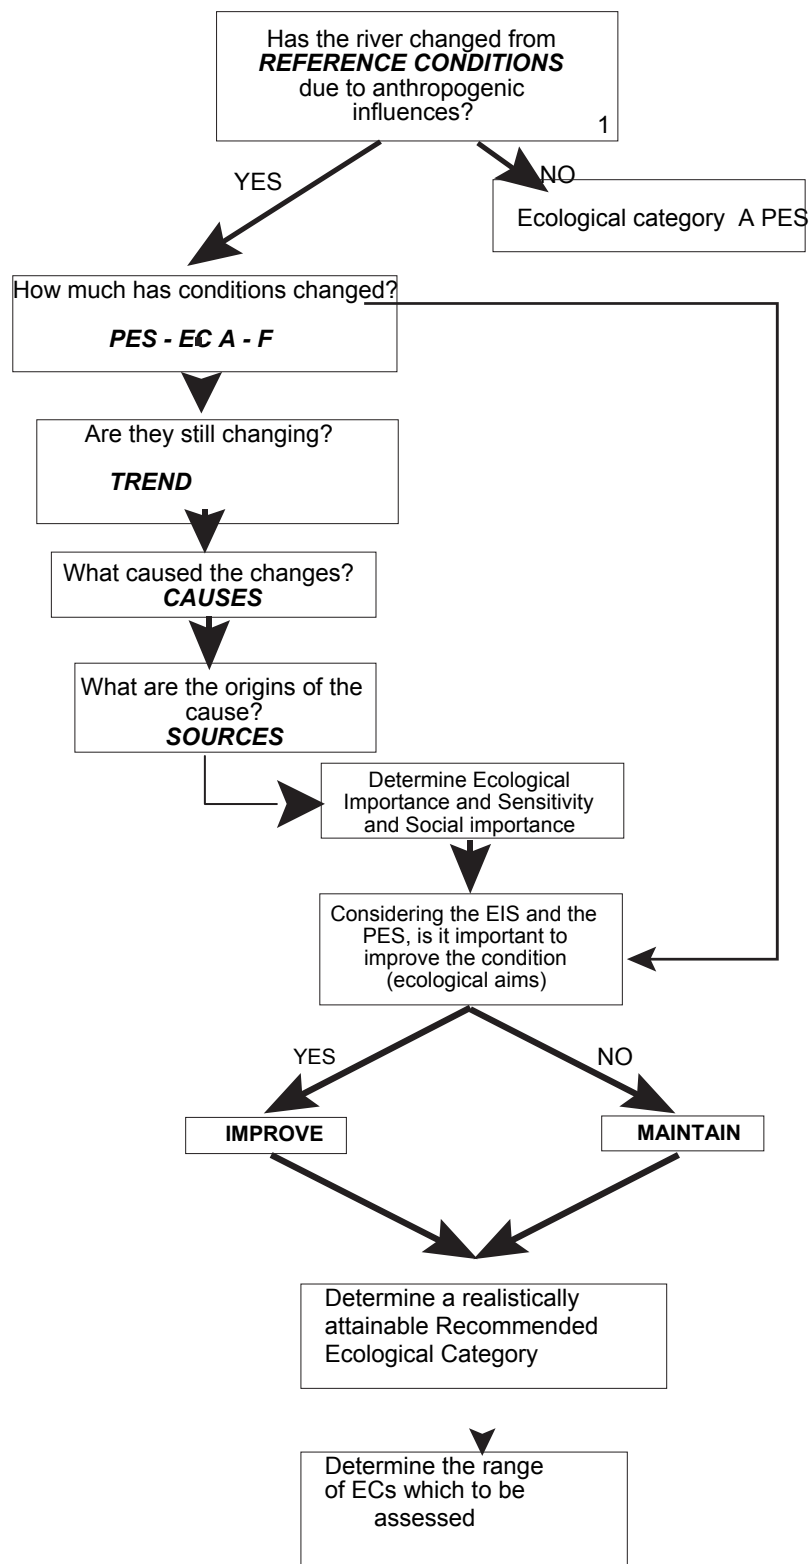 Has the river changed from
REFERENCE CONDITIONS
due to anthropogenic
influences?
1
YES
NO
Ecological category A PES
How much has conditions changed?
PES - EC A - F
Are they still changing?
TREND
What caused the changes?
CAUSES
What are the origins of the
cause?
SOURCES
Determine Ecological
Importance and Sensitivity
and Social importance
Considering the EIS and the
PES, is it important to
improve the condition
(ecological aims)
YES
NO
IMPROVE
MAINTAIN
Determine a realistically
attainable Recommended
Ecological Category
Determine the range
of ECs which to be
assessed